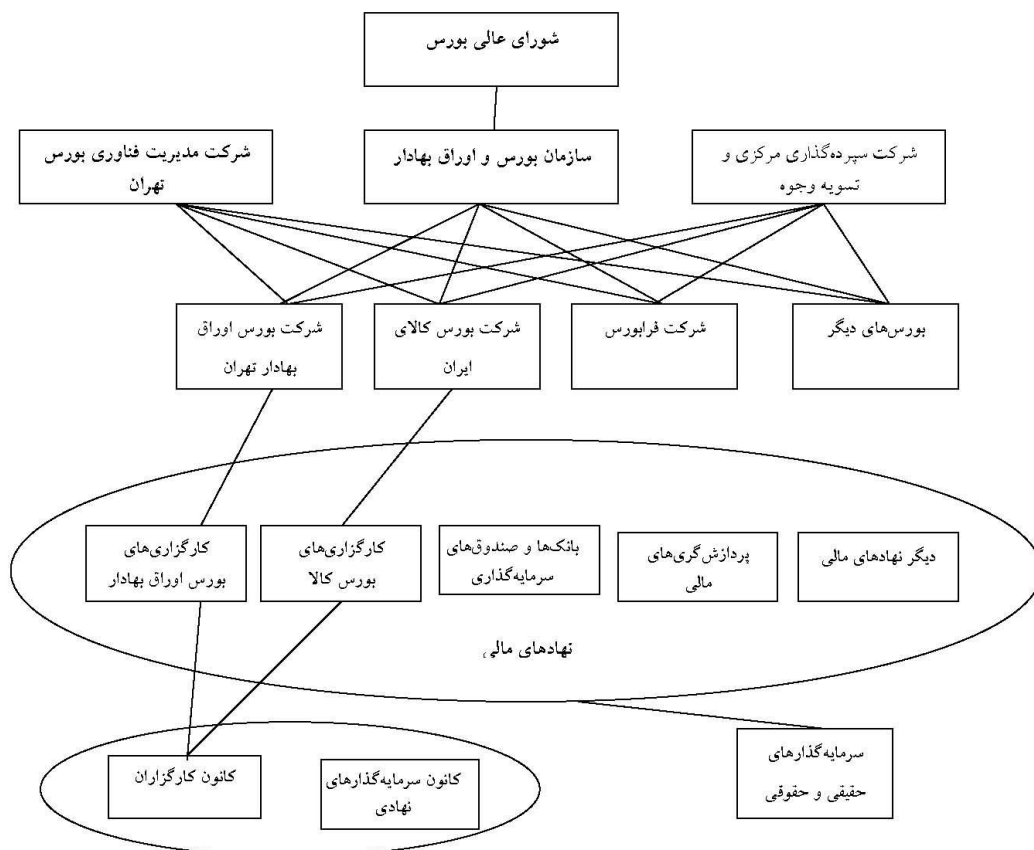 شورای عالی بورس
شرکت سپرده‌گذاری مرکزی و
تسویه وجوه
سازمان بورس و اوراق بهادار
شرکت مدیریت فناوری بورس
تهران
بورس‌های دیگر
شرکت فرابورس
شرکت بورس کالای
ایران
شرکت بورس اوراق
بهادار تهران
دیگر نهادهای مالی
پردازش‌گری‌های
مالی
بانک‌ها و صندوق‌های
سرمایه‌گذاری
کارگزاری‌های
بورس کالا
کارگزاری‌های
بورس اوراق بهادار
نهادهای مالی
سرمایه‌گذارهای
حقیقی و حقوقی
کانون سرمایه‌گذارهای
نهادی
کانون کارگزاران